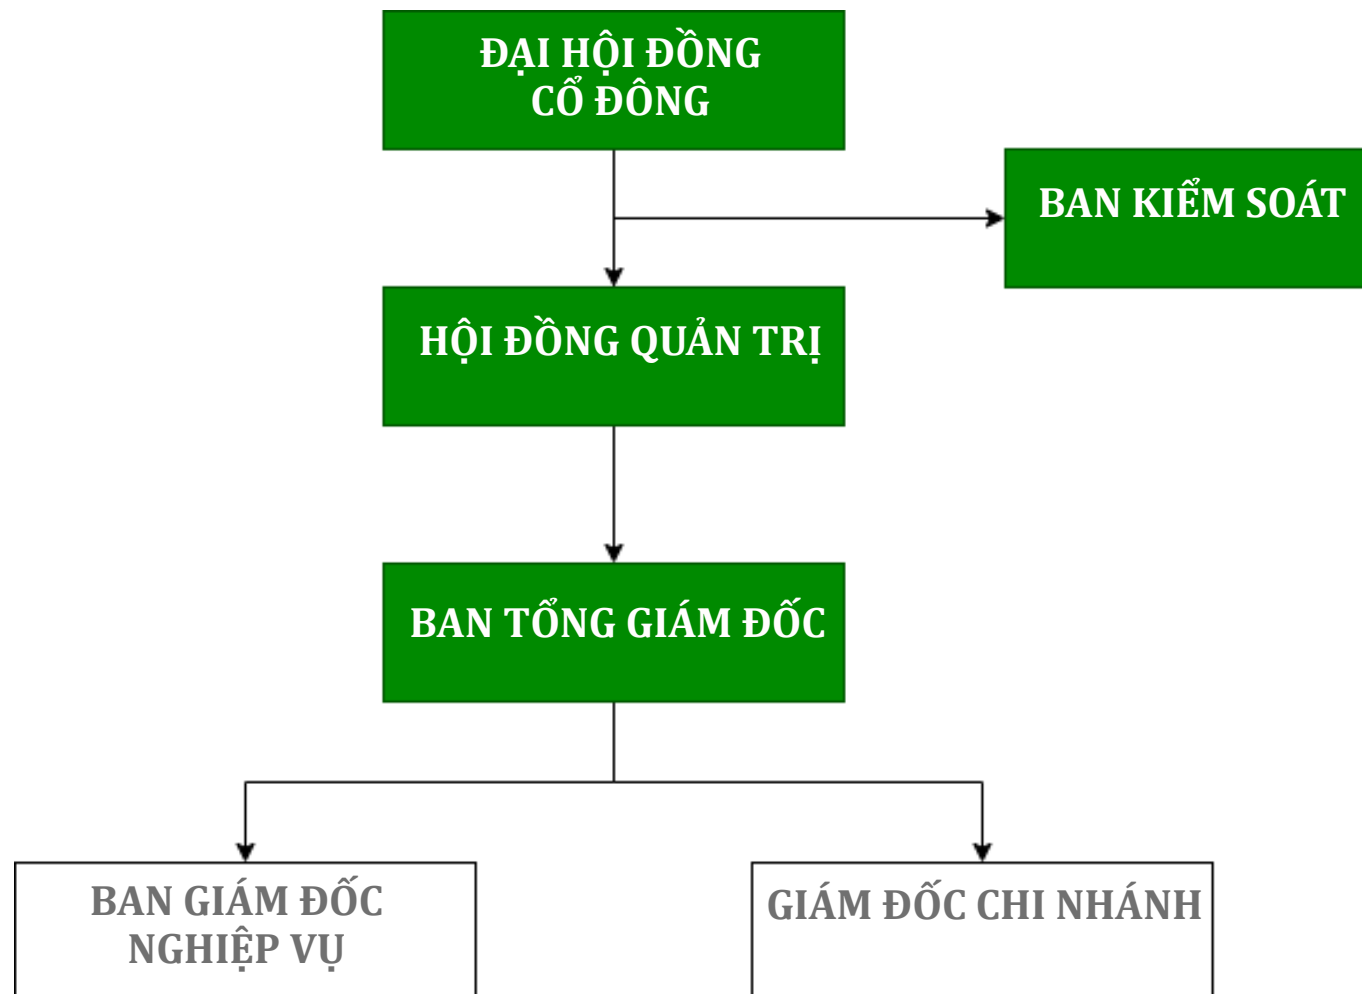 ĐẠI HỘI ĐỒNG
CỔ ĐÔNG
BAN KIỂM SOÁT
HỘI ĐỒNG QUẢN TRỊ
BAN TỔNG GIÁM ĐỐC
BAN GIÁM ĐỐC
NGHIỆP VỤ
GIÁM ĐỐC CHI NHÁNH